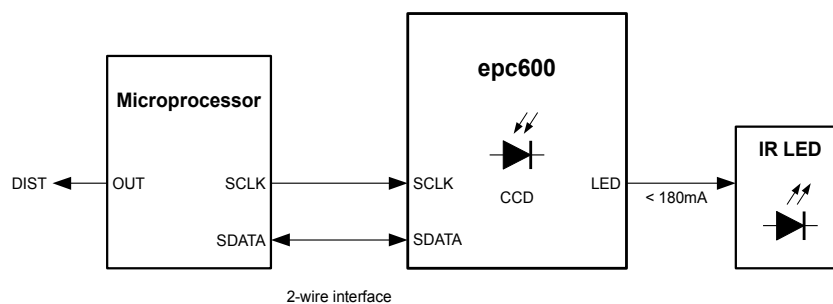 Microprocessor
DIST
OUT
SCLK
SDATA
2-wire interface
epc600
SCLK
CCD
LED
SDATA
< 180mA
IR LED